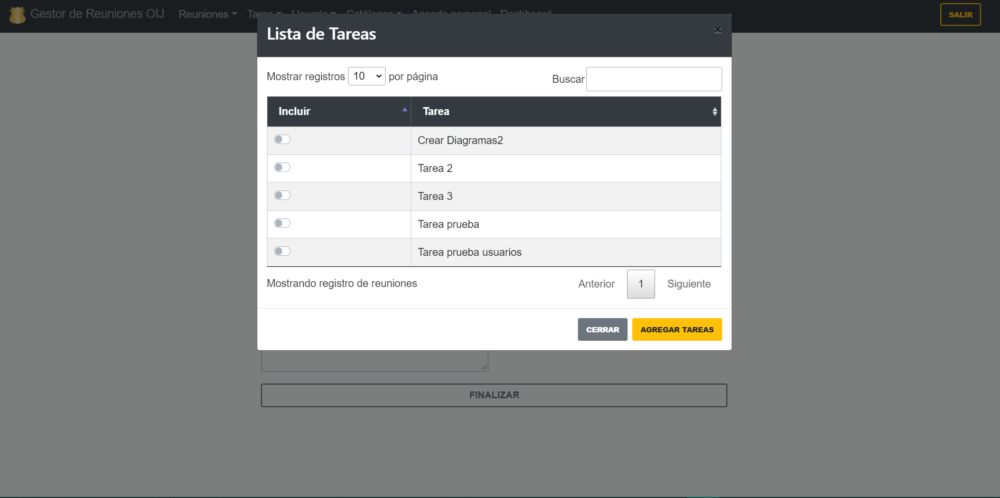 Gestor de Reuniones OIJ Reuniones Tarea Usuario Catálogos Agenda personal Dashboard SALIR
Lista de Tareas ×
Mostrar registros 10 por página Buscar
Incluir Tarea
Crear Diagramas2
Tarea 2
Tarea 3
Tarea prueba
Tarea prueba usuarios
Mostrando registro de reuniones Anterior 1 Siguiente
CERRAR AGREGAR TAREAS
FINALIZAR